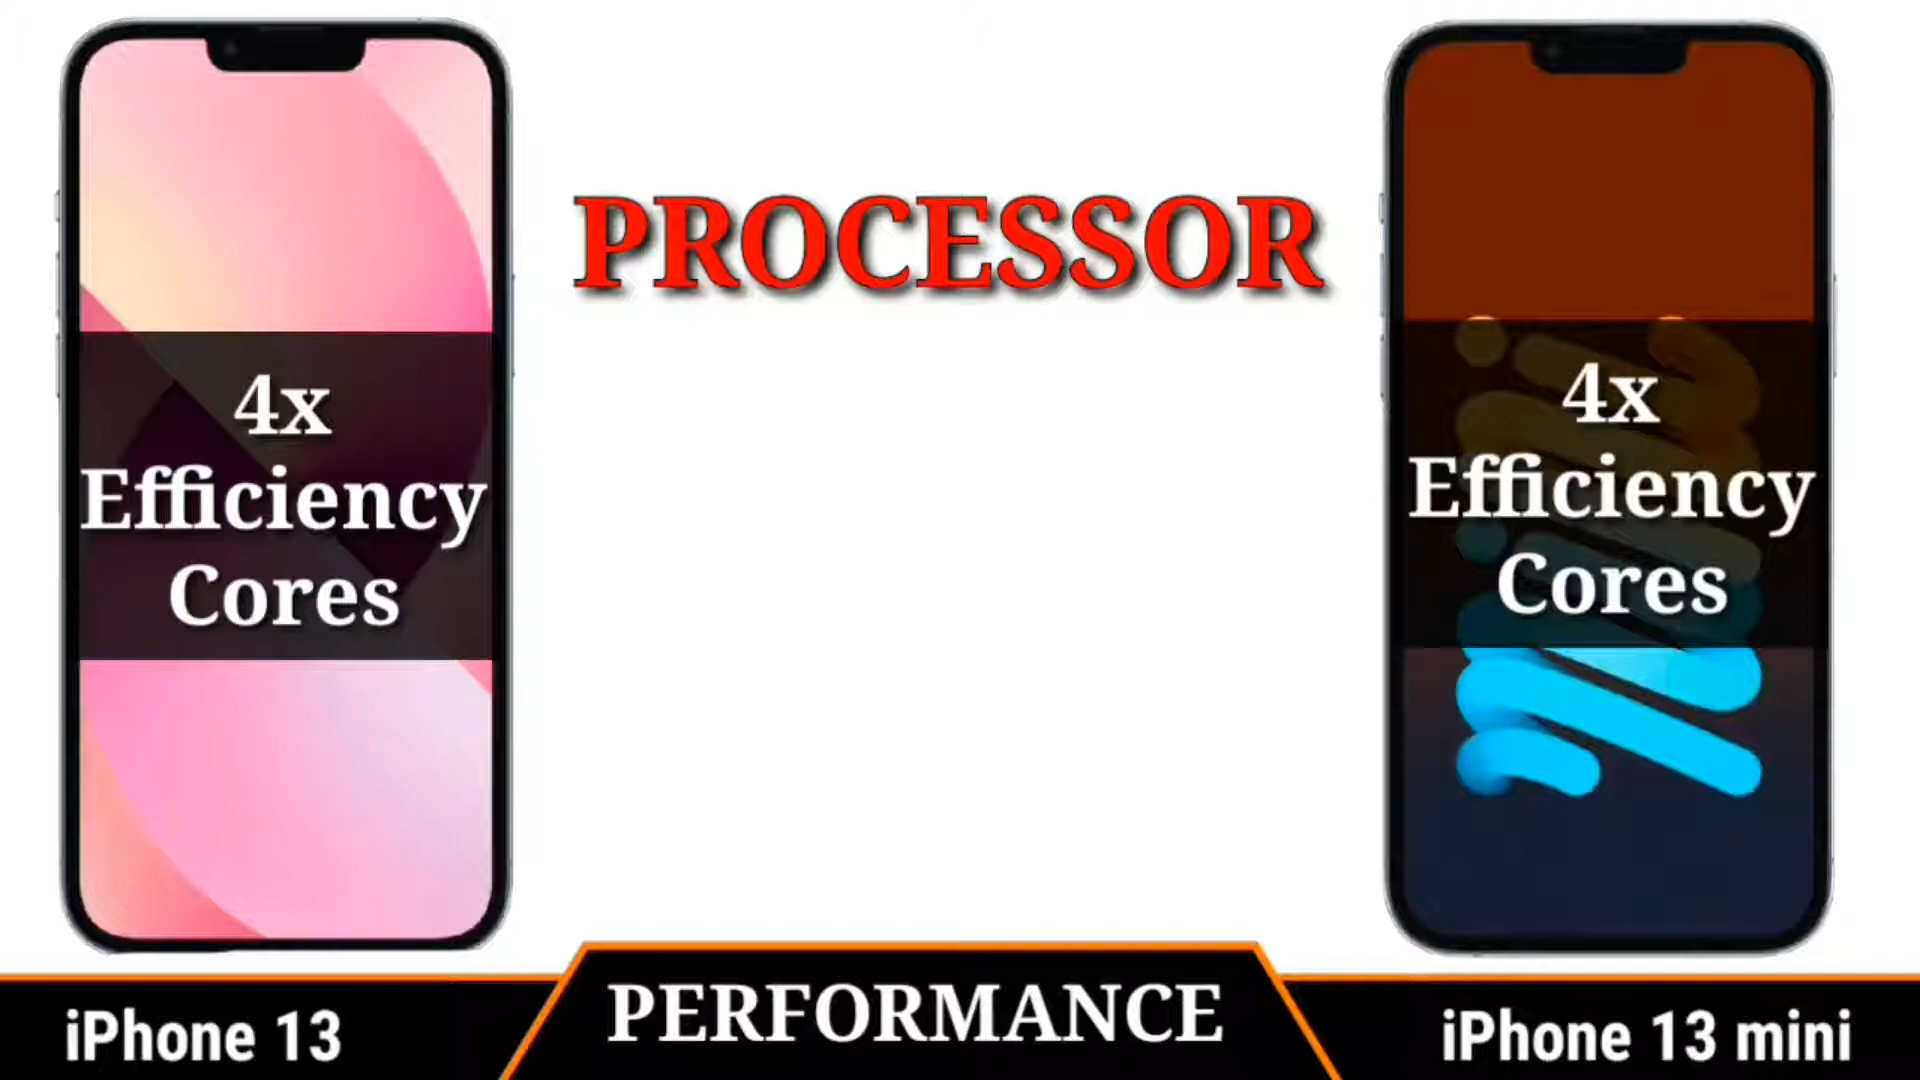 PROCESSOR
4x
Efficiency
Cores
4x
Efficiency
Cores
iPhone 13
PERFORMANCE
iPhone 13 mini